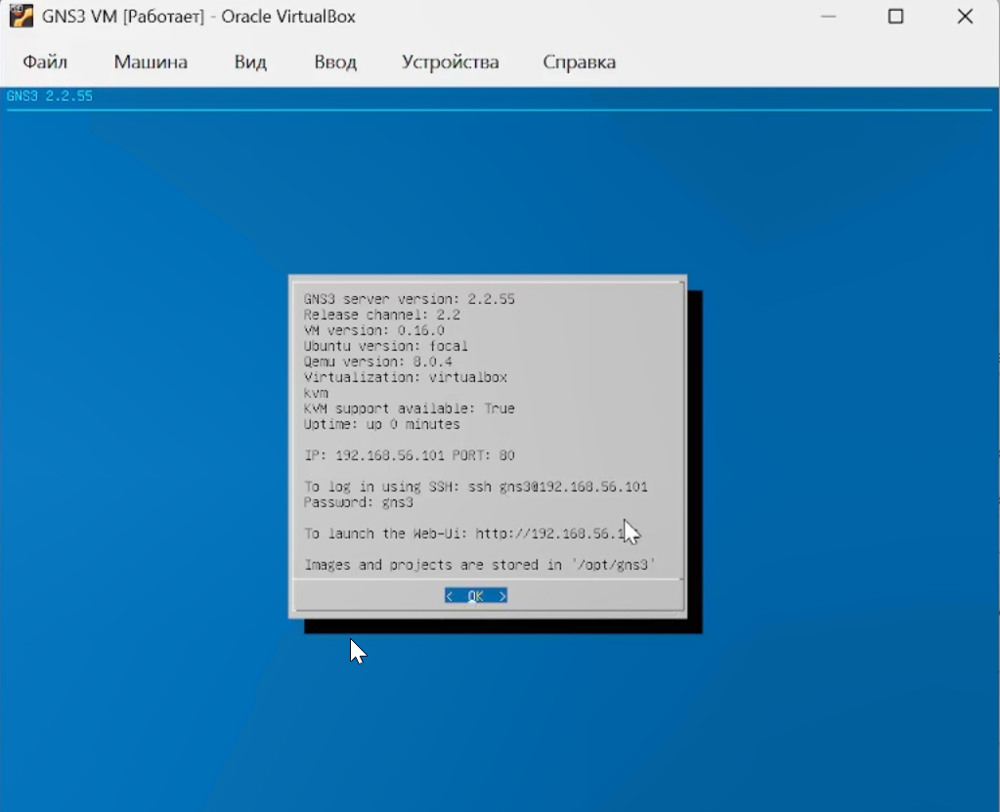 GNS3 VM [Работает] - Oracle VirtualBox
Файл Машина Вид Ввод Устройства Справка
GNS3 2.2.55
GNS3 server version: 2.2.55
Release channel: 2.2
VM version: 0.16.0
Ubuntu version: focal
Qemu version: 8.0.4
Virtualization: virtualbox
kvm
KVM support available: True
Uptime: up 0 minutes
IP: 192.168.56.101 PORT: 80
To log in using SSH: ssh gns3@192.168.56.101
Password: gns3
To launch the Web-Ui: http://192.168.56.1
Images and projects are stored in '/opt/gns3'
< OK >